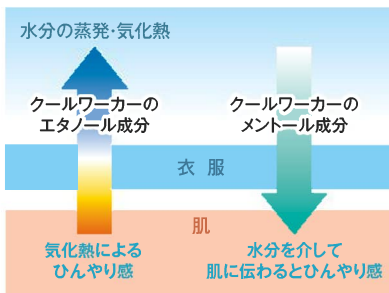 水分の蒸発・気化熱
クールワーカーの
エタノール成分
クールワーカーの
メントール成分
衣 服
肌
気化熱による
ひんやり感
水分を介して
肌に伝わるとひんやり感